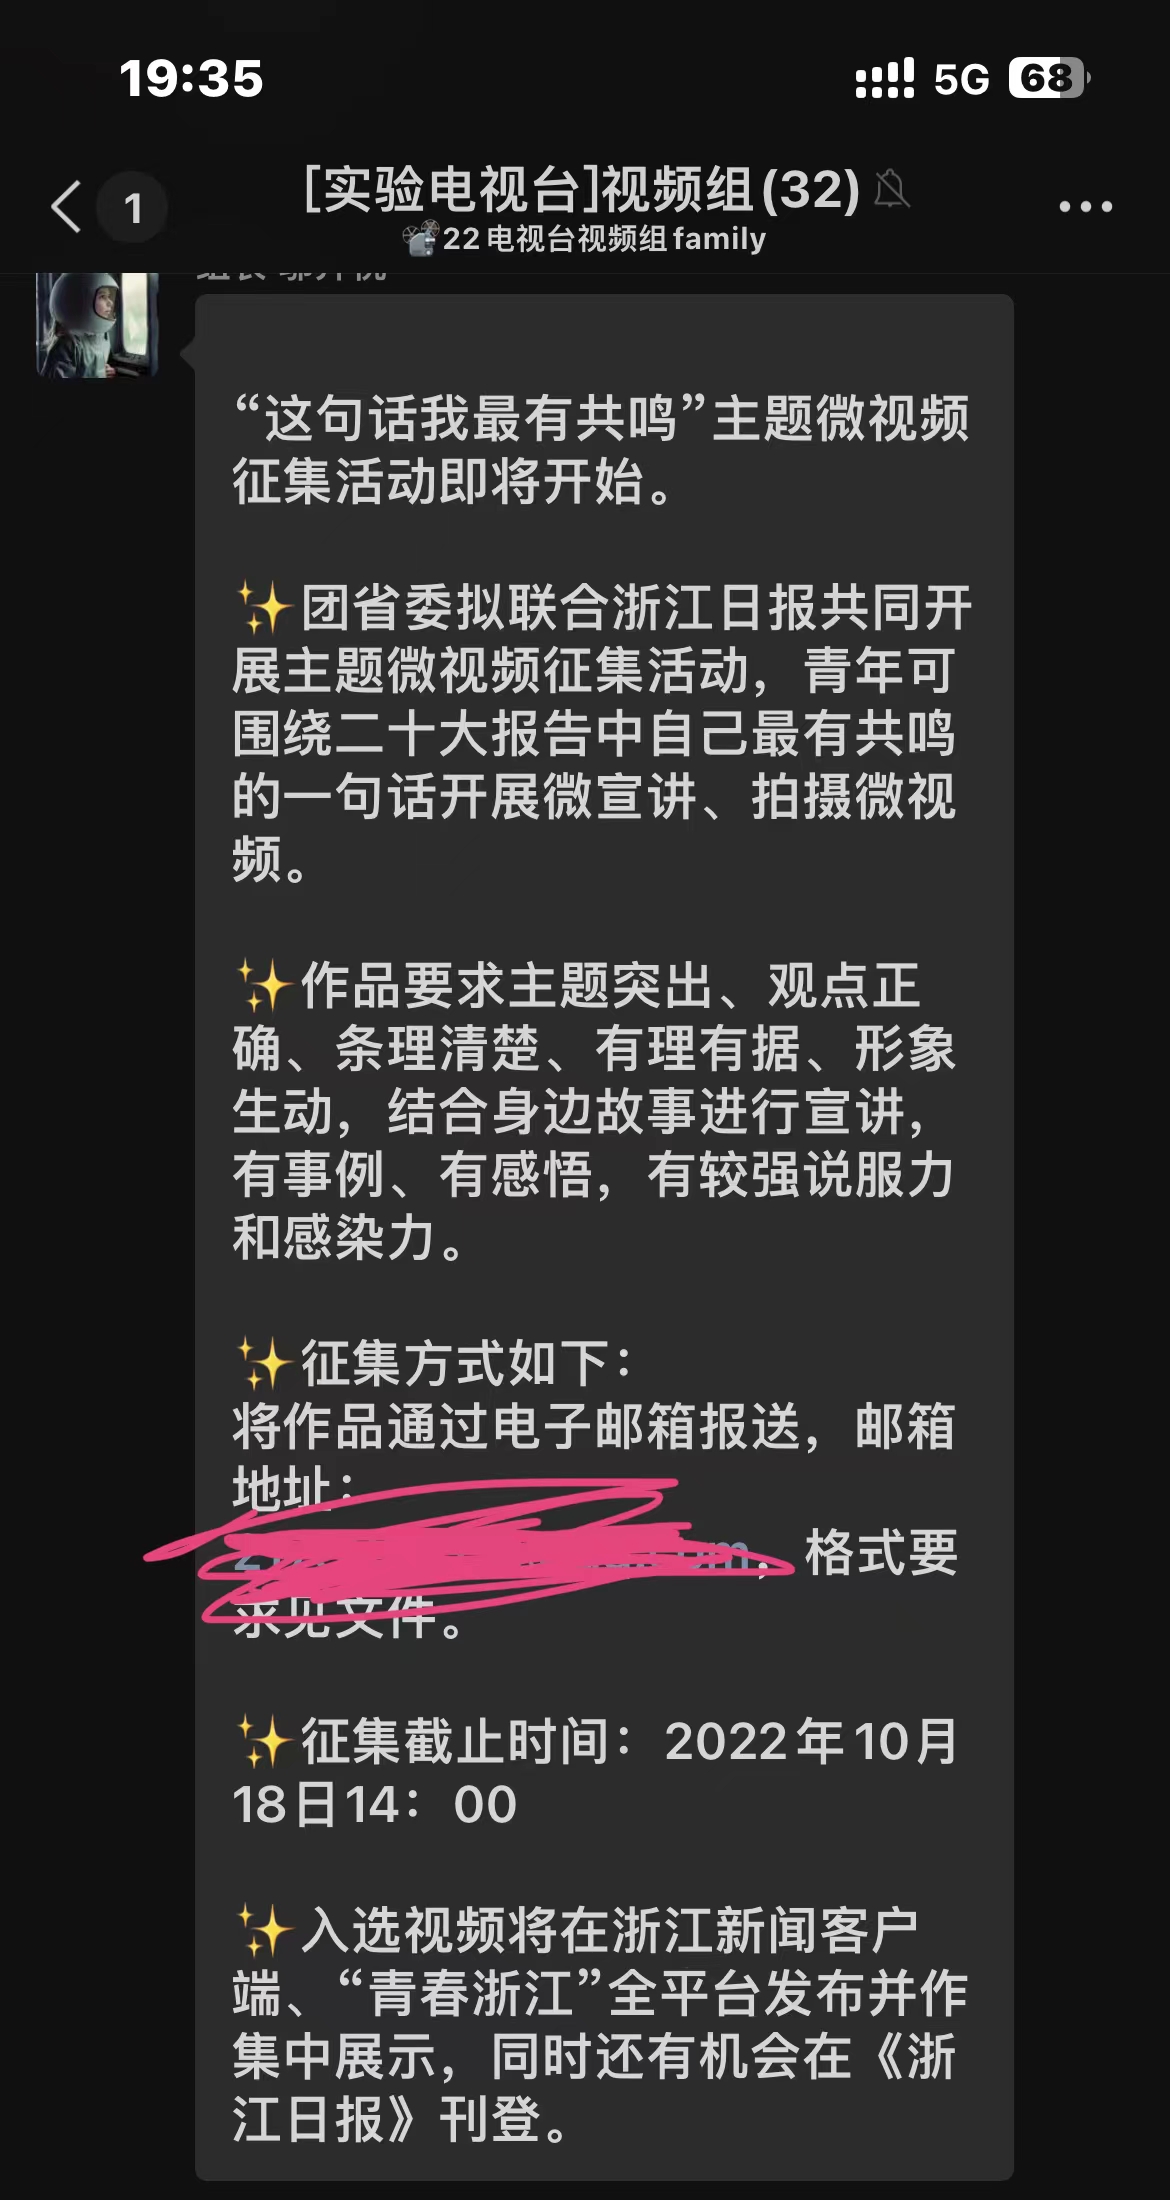 19:35
5G 68
1
[实验电视台]视频组(32)
22电视台视频组family
“这句话我最有共鸣”主题微视频
征集活动即将开始。
✨团省委拟联合浙江日报共同开
展主题微视频征集活动，青年可
围绕二十大报告中自己最有共鸣
的一句话开展微宣讲、拍摄微视
频。
✨作品要求主题突出、观点正
确、条理清楚、有理有据、形象
生动，结合身边故事进行宣讲，
有事例、有感悟，有较强说服力
和感染力。
✨征集方式如下：
将作品通过电子邮箱报送，邮箱
地址：
，格式要
求见文件。
✨征集截止时间：2022年10月
18日14：00
✨入选视频将在浙江新闻客户
端、“青春浙江”全平台发布并作
集中展示，同时还有机会在《浙
江日报》刊登。